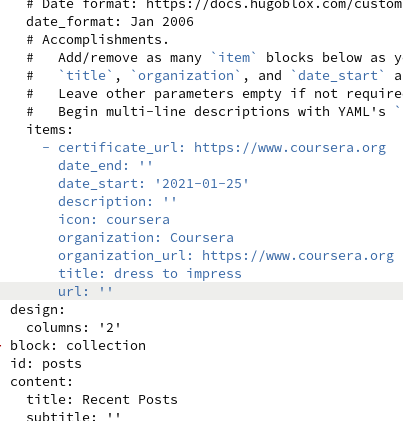 # Date format: https://docs.hugoblox.com/custom
date_format: Jan 2006
# Accomplishments.
#   Add/remove as many `item` blocks below as y
#   `title`, `organization`, and `date_start` a
#   Leave other parameters empty if not require
#   Begin multi-line descriptions with YAML's `
items:
  - certificate_url: https://www.coursera.org
    date_end: ''
    date_start: '2021-01-25'
    description: ''
    icon: coursera
    organization: Coursera
    organization_url: https://www.coursera.org
    title: dress to impress
    url: ''
design:
  columns: '2'
block: collection
id: posts
content:
  title: Recent Posts
  subtitle: ''